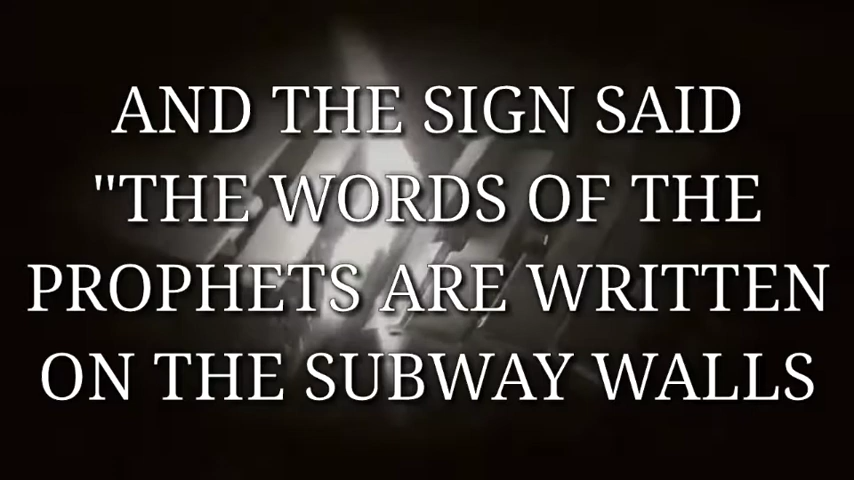 AND THE SIGN SAID
"THE WORDS OF THE
PROPHETS ARE WRITTEN
ON THE SUBWAY WALLS